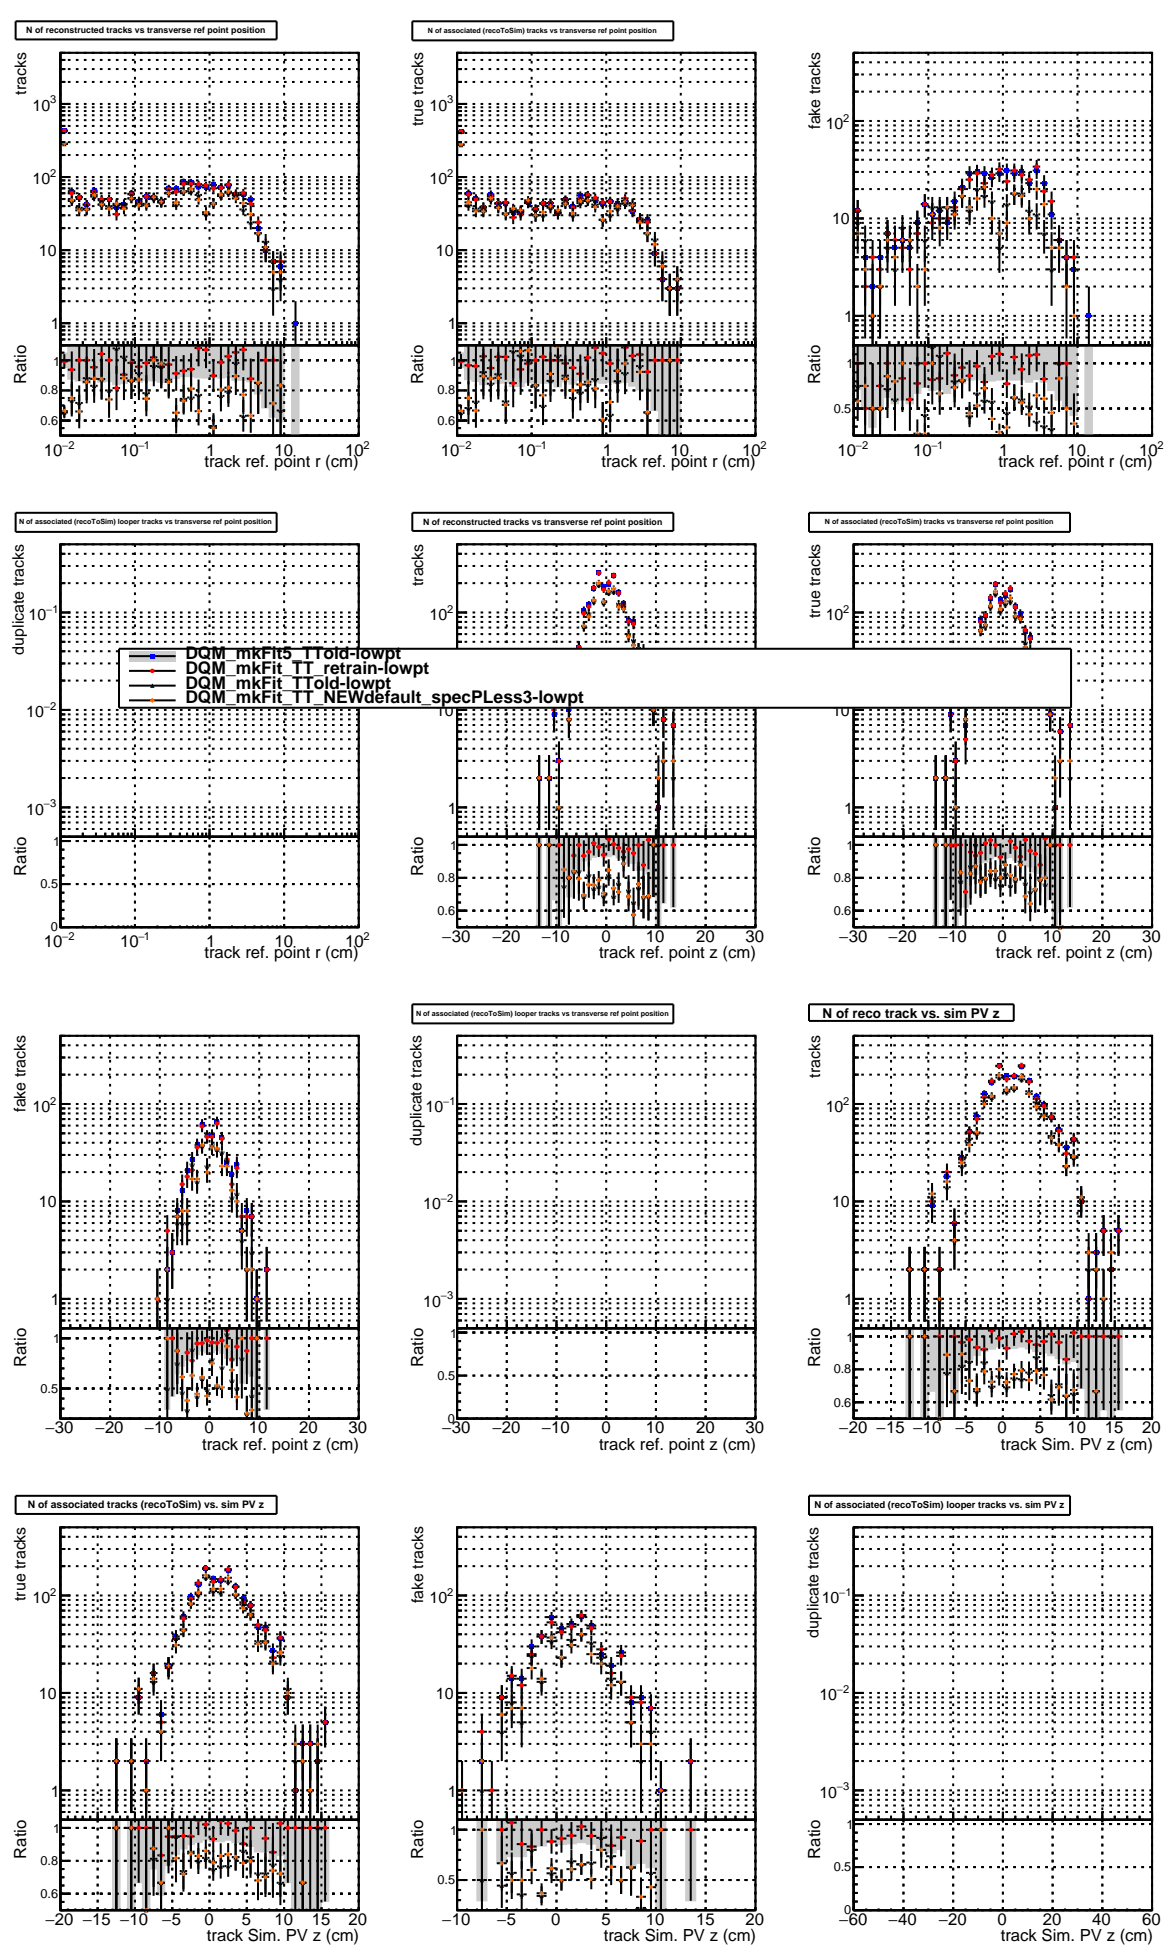 N of reconstructed tracks vs transverse ref point position
tracks
10³
10²
10
1
Ratio
1
0.8
0.6
10⁻² 10⁻¹ 1 10 10²
track ref. point r (cm)
N of associated (recoToSim) tracks vs transverse ref point position
true tracks
10³
10²
10
1
Ratio
1
0.8
0.6
10⁻² 10⁻¹ 1 10 10²
track ref. point r (cm)
fake tracks
10²
10
1
Ratio
1
0.5
10⁻² 10⁻¹ 1 10 10²
track ref. point r (cm)
N of associated (recoToSim) looper tracks vs transverse ref point position
duplicate tracks
10⁻¹
10⁻²
10⁻³
Ratio
1
0.5
0
10⁻² 10⁻¹ 1 10 10²
track ref. point r (cm)
N of reconstructed tracks vs transverse ref point position
tracks
10²
10
1
Ratio
1
0.8
0.6
−30 −20 −10 0 10 20 30
track ref. point z (cm)
N of associated (recoToSim) tracks vs transverse ref point position
true tracks
10²
10
1
Ratio
1
0.8
0.6
−30 −20 −10 0 10 20 30
track ref. point z (cm)
DQM_mkFit5_TTold-lowpt
DQM_mkFit_TT_retrain-lowpt
DQM_mkFit_TTold-lowpt
DQM_mkFit_TT_NEWdefault_specPLess3-lowpt
fake tracks
10²
10
1
Ratio
1
0.5
−30 −20 −10 0 10 20 30
track ref. point z (cm)
N of associated (recoToSim) looper tracks vs transverse ref point position
duplicate tracks
10⁻¹
10⁻²
10⁻³
Ratio
1
0.5
0
−30 −20 −10 0 10 20 30
track ref. point z (cm)
N of reco track vs. sim PV z
tracks
10²
10
1
Ratio
1
0.8
0.6
−20 −15 −10 −5 0 5 10 15 20
track Sim. PV z (cm)
N of associated tracks (recoToSim) vs. sim PV z
true tracks
10²
10
1
Ratio
1
0.8
0.6
−20 −15 −10 −5 0 5 10 15 20
track Sim. PV z (cm)
fake tracks
10²
10
1
Ratio
1
0.5
−10 −5 0 5 10 15 20
track Sim. PV z (cm)
N of associated (recoToSim) looper tracks vs. sim PV z
duplicate tracks
10⁻¹
10⁻²
10⁻³
Ratio
1
0.5
0
−60 −40 −20 0 20 40 60
track Sim. PV z (cm)